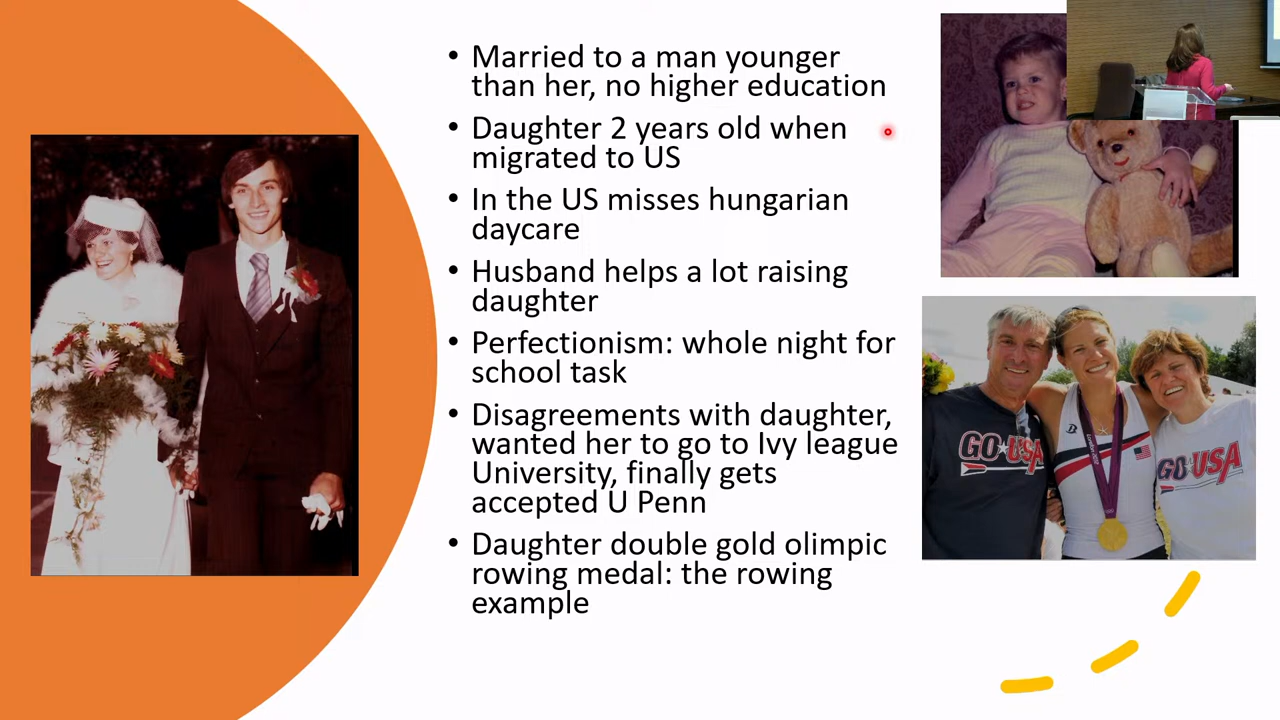 • Married to a man younger
than her, no higher education
• Daughter 2 years old when
migrated to US
• In the US misses hungarian
daycare
• Husband helps a lot raising
daughter
• Perfectionism: whole night for
school task
• Disagreements with daughter,
wanted her to go to Ivy league
University, finally gets
accepted U Penn
• Daughter double gold olimpic
rowing medal: the rowing
example
GO USA
GO USA